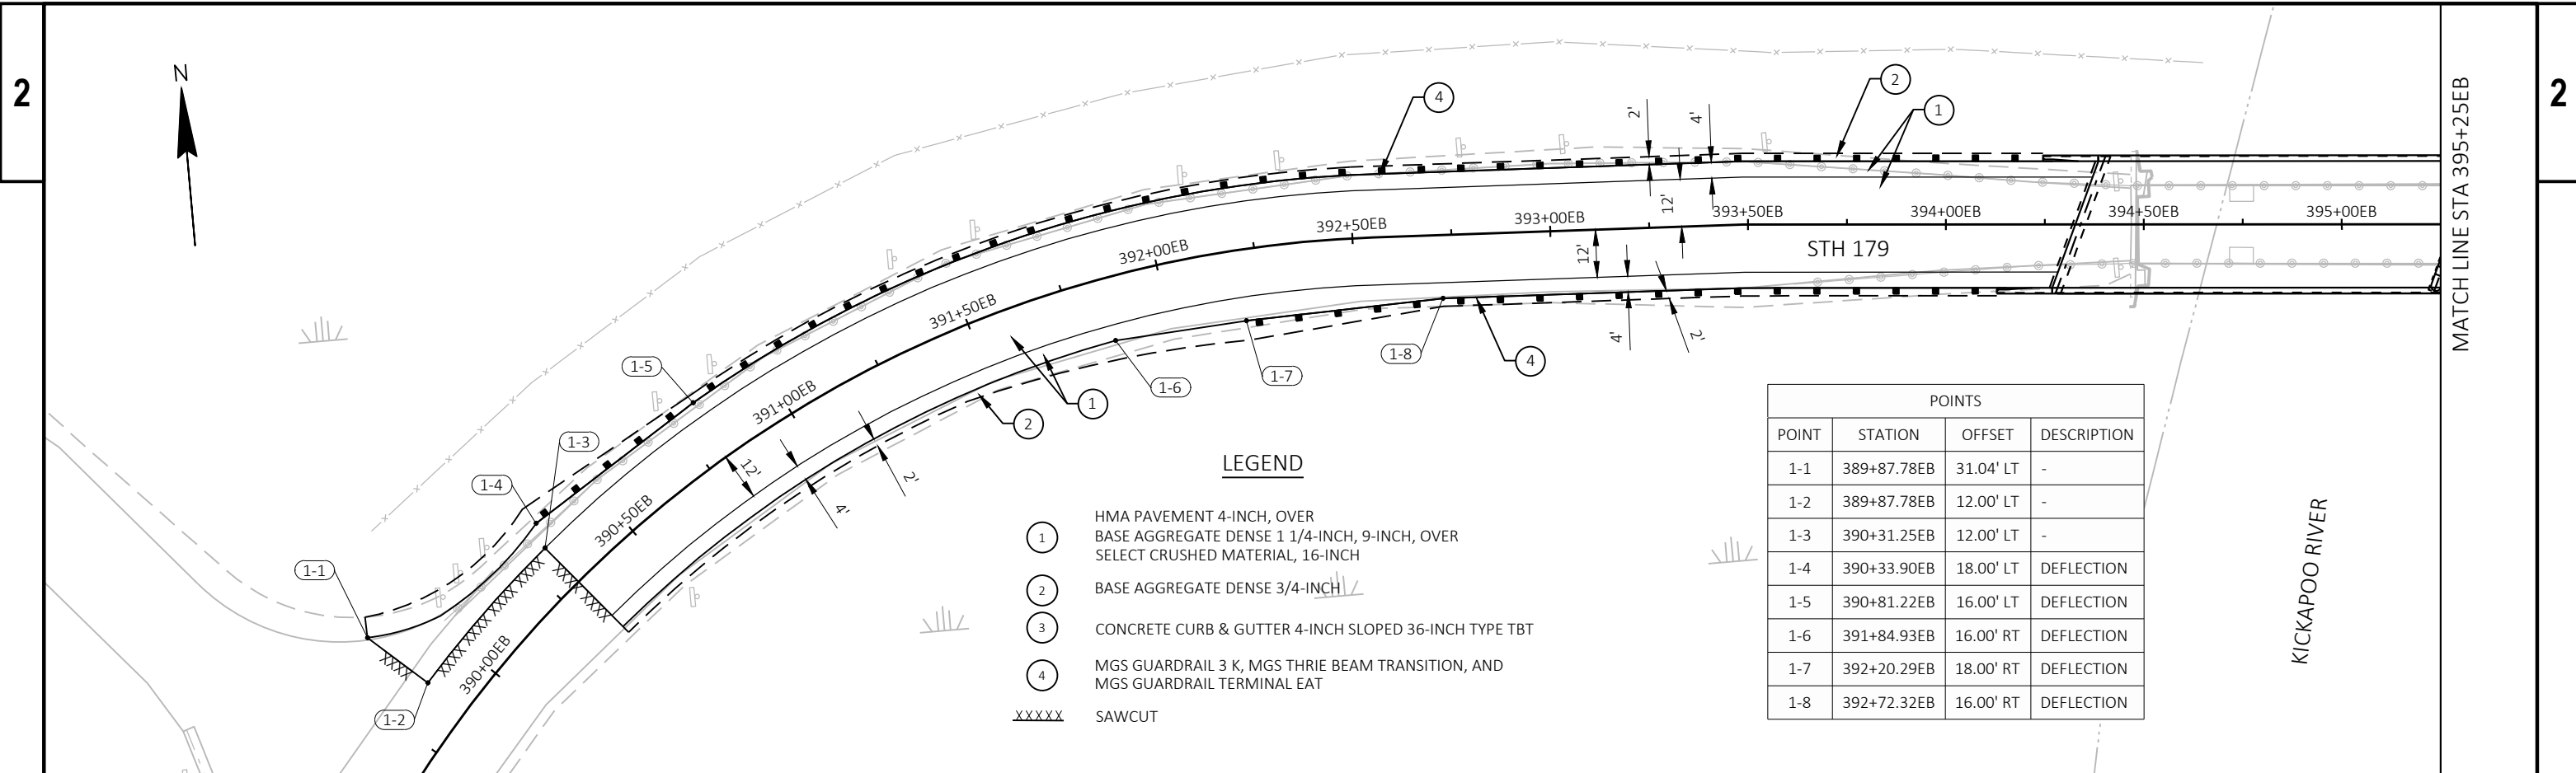 2
2
N
4
2
1
2'
4'
12'
12'
4'
2'
392+00EB
392+50EB
393+00EB
393+50EB
394+00EB
394+50EB
395+00EB
STH 179
MATCH LINE STA 395+25EB
391+50EB
391+00EB
390+50EB
390+00EB
1-5
1-3
1-4
1-1
1-2
1-6
1-7
1-8
4
1
2
12'
4'
2'
KICKAPOO RIVER
LEGEND
1
HMA PAVEMENT 4-INCH, OVER
BASE AGGREGATE DENSE 1 1/4-INCH, 9-INCH, OVER
SELECT CRUSHED MATERIAL, 16-INCH
2
BASE AGGREGATE DENSE 3/4-INCH
3
CONCRETE CURB & GUTTER 4-INCH SLOPED 36-INCH TYPE TBT
4
MGS GUARDRAIL 3 K, MGS THRIE BEAM TRANSITION, AND
MGS GUARDRAIL TERMINAL EAT
XXXXX SAWCUT
POINTS
POINT STATION OFFSET DESCRIPTION
1-1 389+87.78EB 31.04' LT -
1-2 389+87.78EB 12.00' LT -
1-3 390+31.25EB 12.00' LT -
1-4 390+33.90EB 18.00' LT DEFLECTION
1-5 390+81.22EB 16.00' LT DEFLECTION
1-6 391+84.93EB 16.00' RT DEFLECTION
1-7 392+20.29EB 18.00' RT DEFLECTION
1-8 392+72.32EB 16.00' RT DEFLECTION